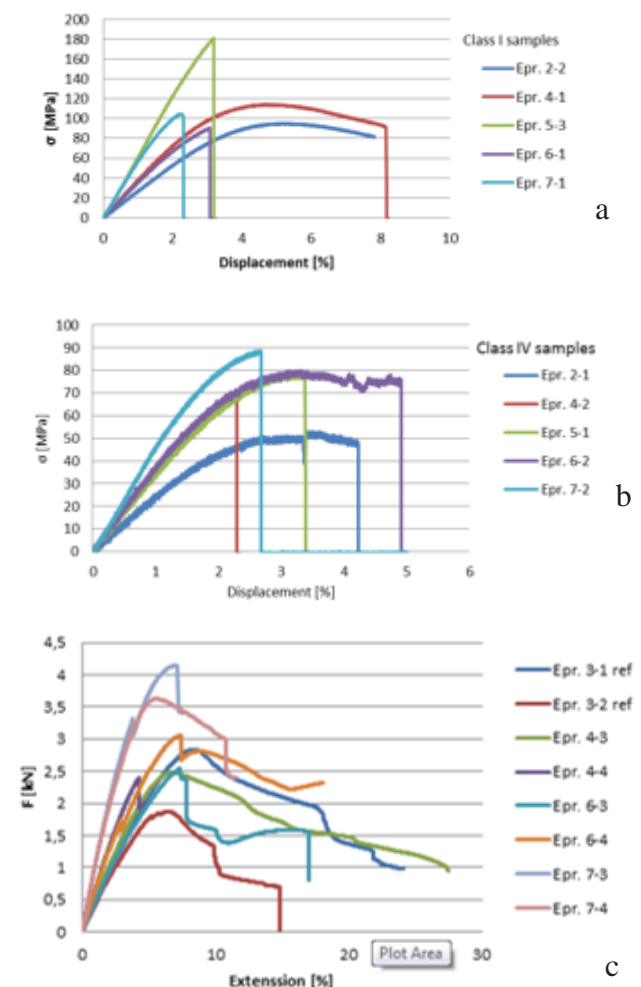 200
180
160
140
120
100
80
60
40
20
0
σ [MPa]
0 2 4 6 8 10
Displacement [%]
Class I samples
Epr. 2-2
Epr. 4-1
Epr. 5-3
Epr. 6-1
Epr. 7-1
a
100
90
80
70
60
50
40
30
20
10
0
σ [MPa]
0 1 2 3 4 5 6
Displacement [%]
Class IV samples
Epr. 2-1
Epr. 4-2
Epr. 5-1
Epr. 6-2
Epr. 7-2
b
4,5
4
3,5
3
2,5
2
1,5
1
0,5
0
F [kN]
0 10 20 30
Plot Area
Extenssion [%]
Epr. 3-1 ref
Epr. 3-2 ref
Epr. 4-3
Epr. 4-4
Epr. 6-3
Epr. 6-4
Epr. 7-3
Epr. 7-4
c